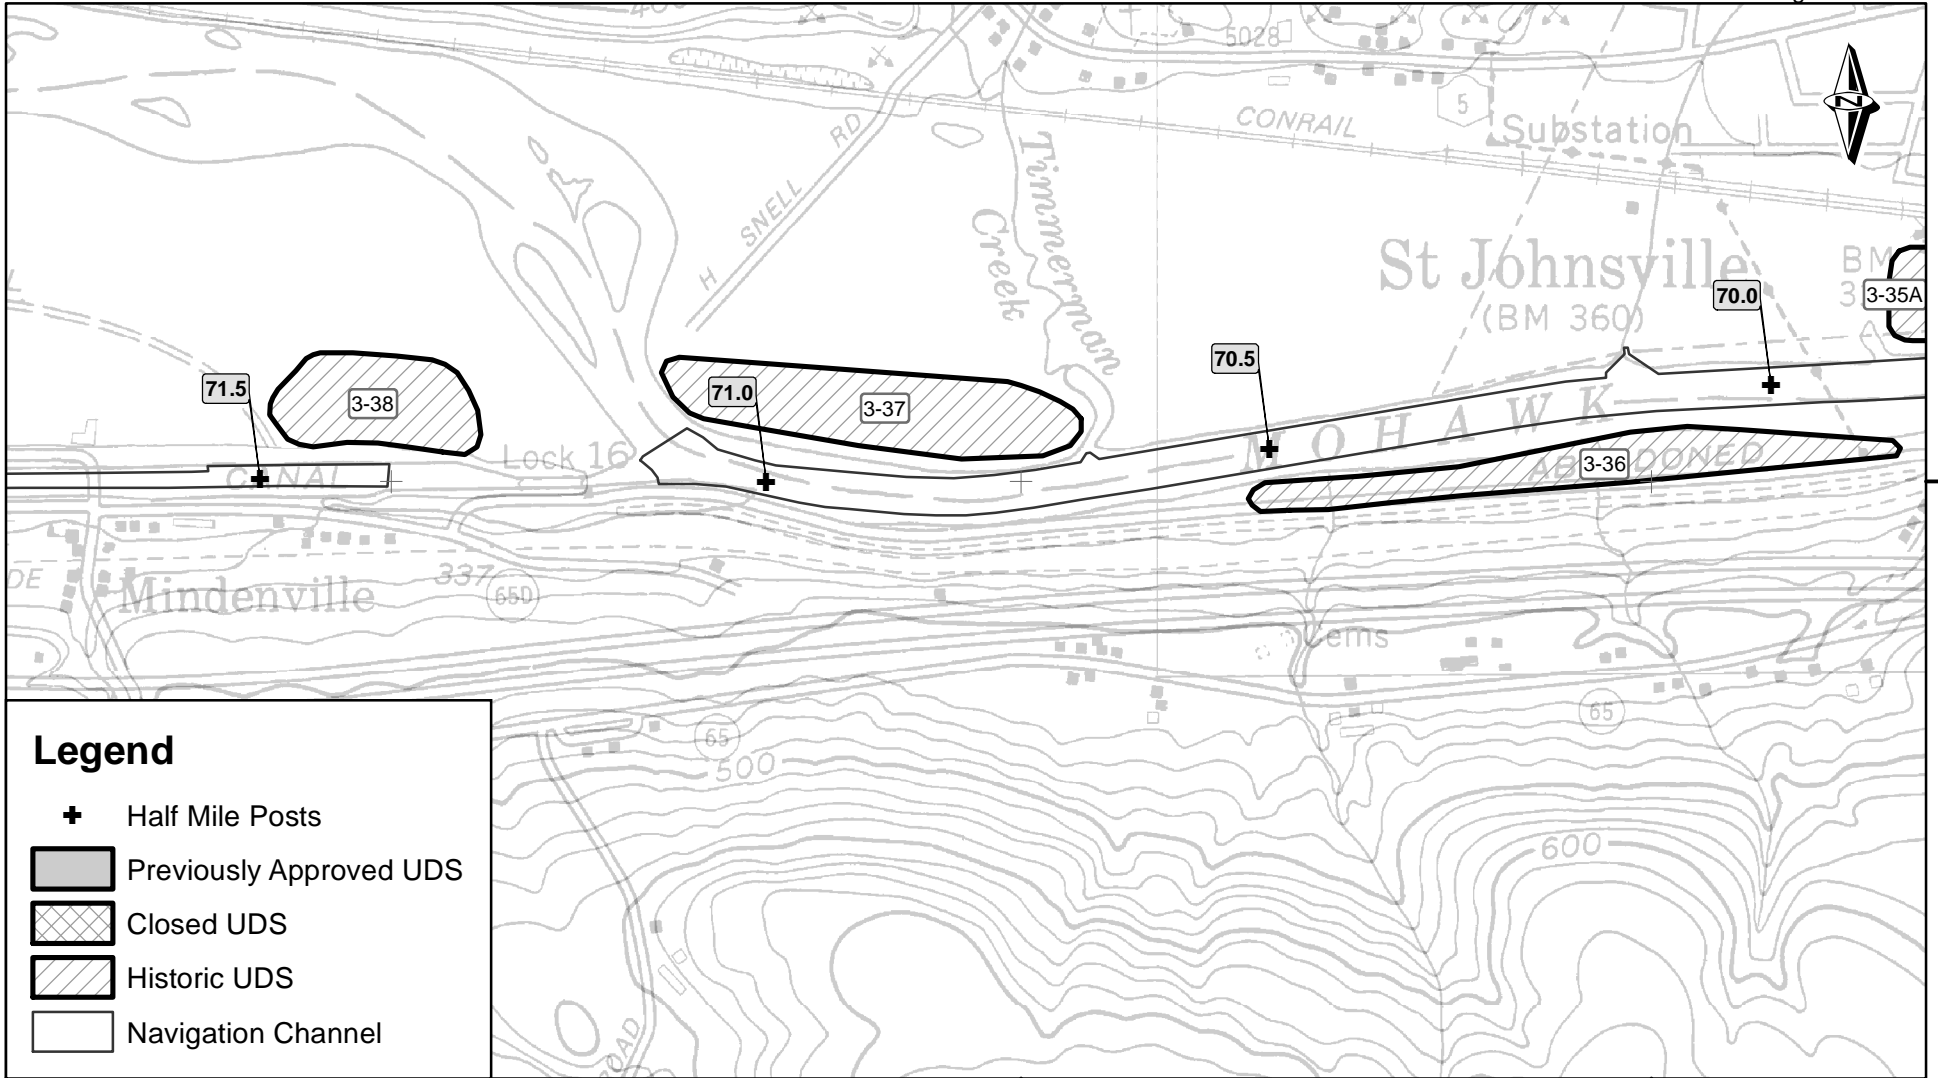 5028
5
CONRAIL
Substation
H SNELL RD
Timmerman
Creek
St Johnsville
(BM 360)
BM
3-35A
70.0
70.5
71.0
71.5
3-38
3-37
3-36
MOHAWK
ABANDONED
CANAL
Lock 16
N
Mindenville
337
65D
65
65
500
600
ROAD
Legend
Half Mile Posts
Previously Approved UDS
Closed UDS
Historic UDS
Navigation Channel